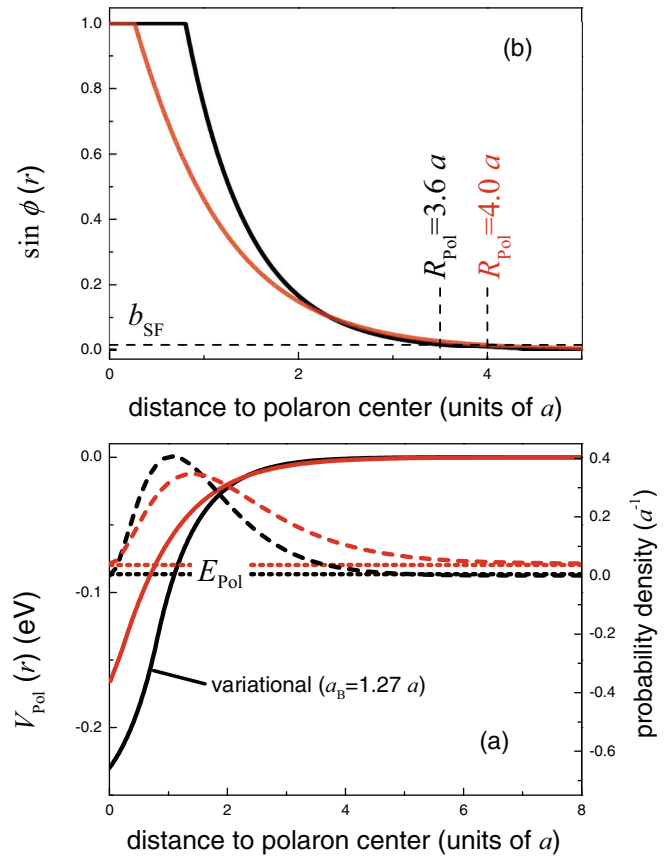 (b)
1.0
0.8
0.6
0.4
0.2
0.0
sin ϕ (r)
b_SF
R_Pol=3.6 a
R_Pol=4.0 a
0
2
4
distance to polaron center (units of a)
0.0
-0.1
-0.2
V_Pol (r) (eV)
E_Pol
variational (a_B=1.27 a)
(a)
0.4
0.2
0.0
-0.2
-0.4
-0.6
probability density (a⁻¹)
0
2
4
6
8
distance to polaron center (units of a)